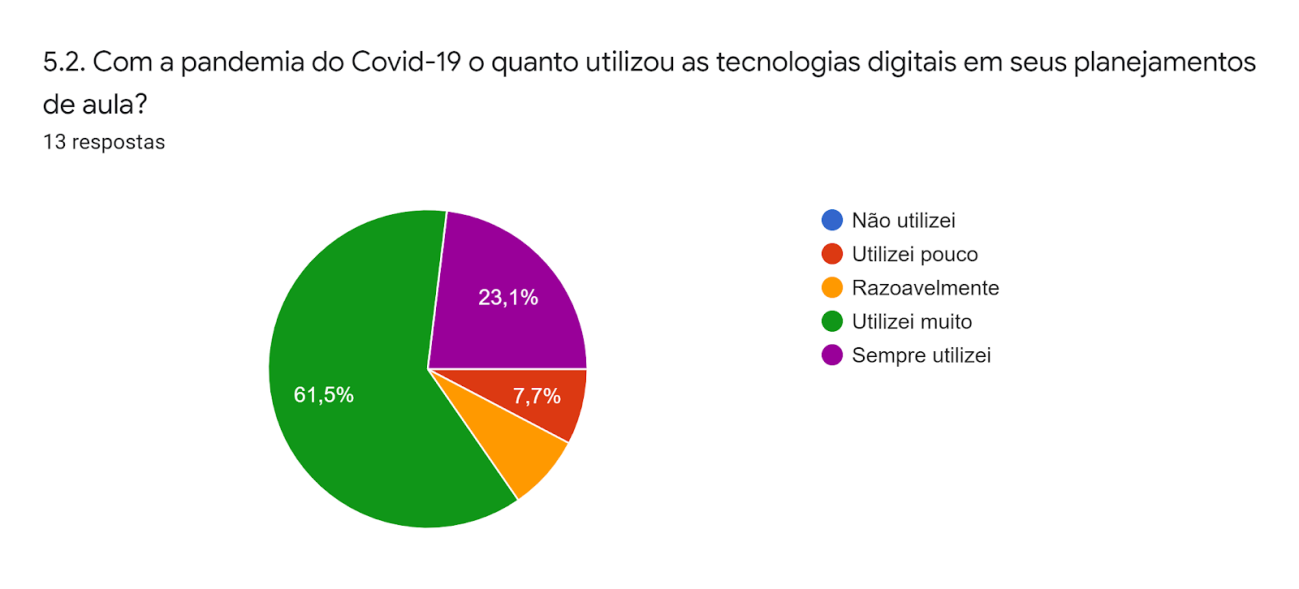 5.2. Com a pandemia do Covid-19 o quanto utilizou as tecnologias digitais em seus planejamentos
de aula?
13 respostas
23,1%
61,5%
7,7%
Não utilizei
Utilizei pouco
Razoavelmente
Utilizei muito
Sempre utilizei